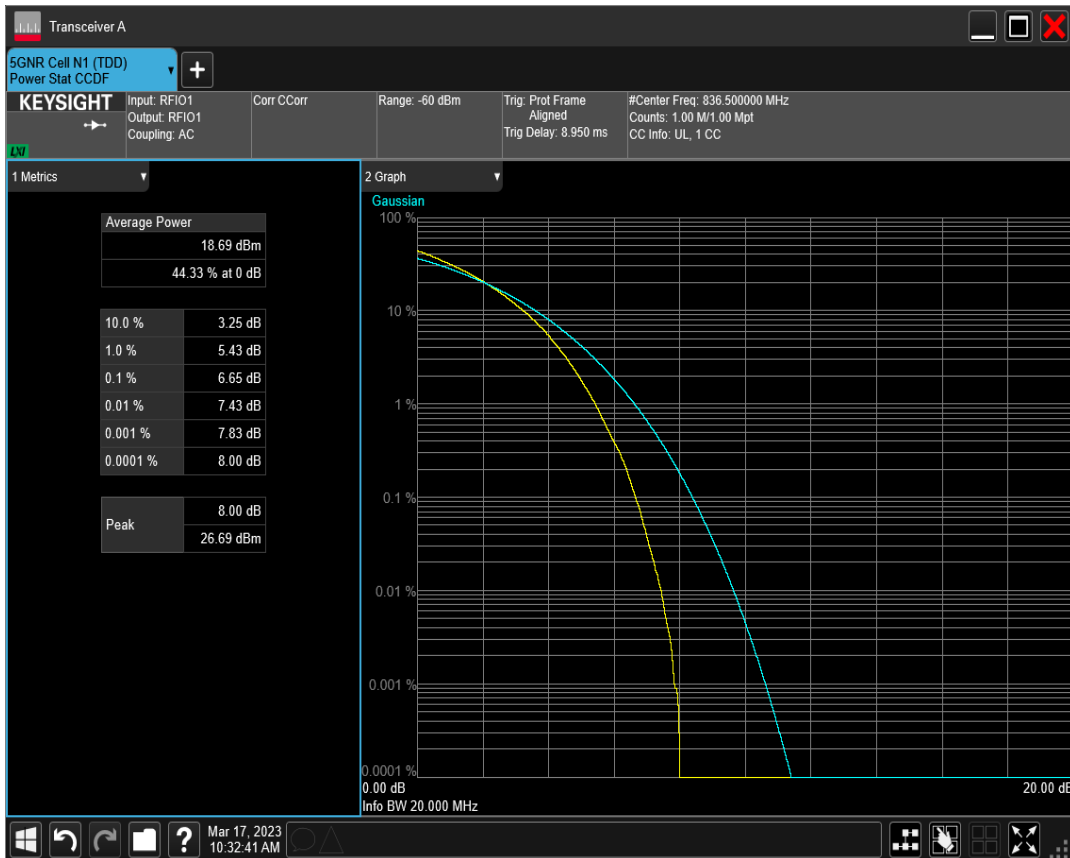 Transceiver A
5GNR Cell N1 (TDD)
Power Stat CCDF
+
KEYSIGHT
LXI
Input: RFIO1
Output: RFIO1
Coupling: AC
Corr CCorr
Range: -60 dBm
Trig: Prot Frame
Aligned
Trig Delay: 8.950 ms
#Center Freq: 836.500000 MHz
Counts: 1.00 M/1.00 Mpt
CC Info: UL, 1 CC
1 Metrics
Average Power
18.69 dBm
44.33 % at 0 dB
10.0 % 3.25 dB
1.0 % 5.43 dB
0.1 % 6.65 dB
0.01 % 7.43 dB
0.001 % 7.83 dB
0.0001 % 8.00 dB
Peak
8.00 dB
26.69 dBm
2 Graph
Gaussian
100 %
10 %
1 %
0.1 %
0.01 %
0.001 %
0.0001 %
0.00 dB 20.00 dB
Info BW 20.000 MHz
?
Mar 17, 2023
10:32:41 AM